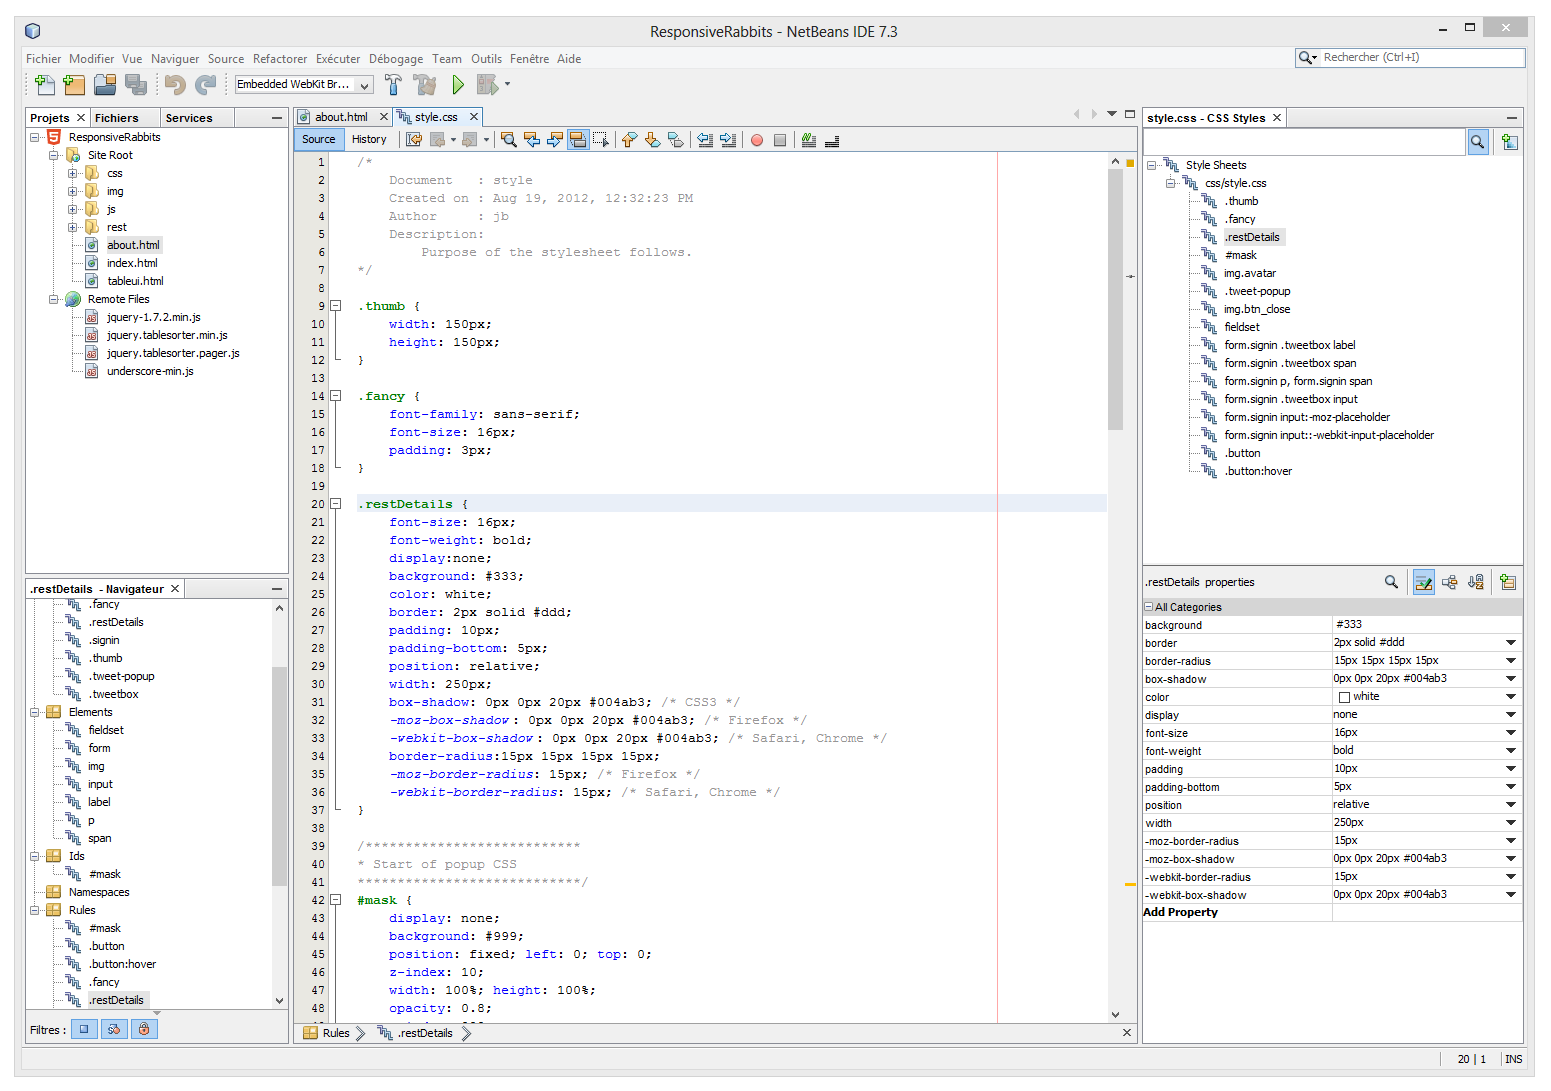 ResponsiveRabbits - NetBeans IDE 7.3
Fichier Modifier Vue Naviguer Source Refactorer Exécuter Débogage Team Outils Fenêtre Aide
Rechercher (Ctrl+I)
Embedded WebKit Br...
Projets Fichiers Services
ResponsiveRabbits
Site Root
css
img
js
rest
about.html
index.html
tableui.html
Remote Files
jquery-1.7.2.min.js
jquery.tablesorter.min.js
jquery.tablesorter.pager.js
underscore-min.js
.restDetails - Navigateur
.fancy
.restDetails
.signin
.thumb
.tweet-popup
.tweetbox
Elements
fieldset
form
img
input
label
p
span
Ids
#mask
Namespaces
Rules
#mask
.button
.button:hover
.fancy
.restDetails
Filtres :
about.html style.css
Source History
1 /*
2 Document : style
3 Created on : Aug 19, 2012, 12:32:23 PM
4 Author : jb
5 Description:
6 Purpose of the stylesheet follows.
7 */
8
9 .thumb {
10 width: 150px;
11 height: 150px;
12 }
13
14 .fancy {
15 font-family: sans-serif;
16 font-size: 16px;
17 padding: 3px;
18 }
19
20 .restDetails {
21 font-size: 16px;
22 font-weight: bold;
23 display:none;
24 background: #333;
25 color: white;
26 border: 2px solid #ddd;
27 padding: 10px;
28 padding-bottom: 5px;
29 position: relative;
30 width: 250px;
31 box-shadow: 0px 0px 20px #004ab3; /* CSS3 */
32 -moz-box-shadow: 0px 0px 20px #004ab3; /* Firefox */
33 -webkit-box-shadow: 0px 0px 20px #004ab3; /* Safari, Chrome */
34 border-radius:15px 15px 15px 15px;
35 -moz-border-radius: 15px; /* Firefox */
36 -webkit-border-radius: 15px; /* Safari, Chrome */
37 }
38
39 /***************************
40 * Start of popup CSS
41 ****************************/
42 #mask {
43 display: none;
44 background: #999;
45 position: fixed; left: 0; top: 0;
46 z-index: 10;
47 width: 100%; height: 100%;
48 opacity: 0.8;
Rules .restDetails
style.css - CSS Styles
Style Sheets
css/style.css
.thumb
.fancy
.restDetails
#mask
img.avatar
.tweet-popup
img.btn_close
fieldset
form.signin .tweetbox label
form.signin .tweetbox span
form.signin p, form.signin span
form.signin .tweetbox input
form.signin input:-moz-placeholder
form.signin input::-webkit-input-placeholder
.button
.button:hover
.restDetails properties
All Categories
background #333
border 2px solid #ddd
border-radius 15px 15px 15px 15px
box-shadow 0px 0px 20px #004ab3
color white
display none
font-size 16px
font-weight bold
padding 10px
padding-bottom 5px
position relative
width 250px
-moz-border-radius 15px
-moz-box-shadow 0px 0px 20px #004ab3
-webkit-border-radius 15px
-webkit-box-shadow 0px 0px 20px #004ab3
Add Property
20 | 1 INS